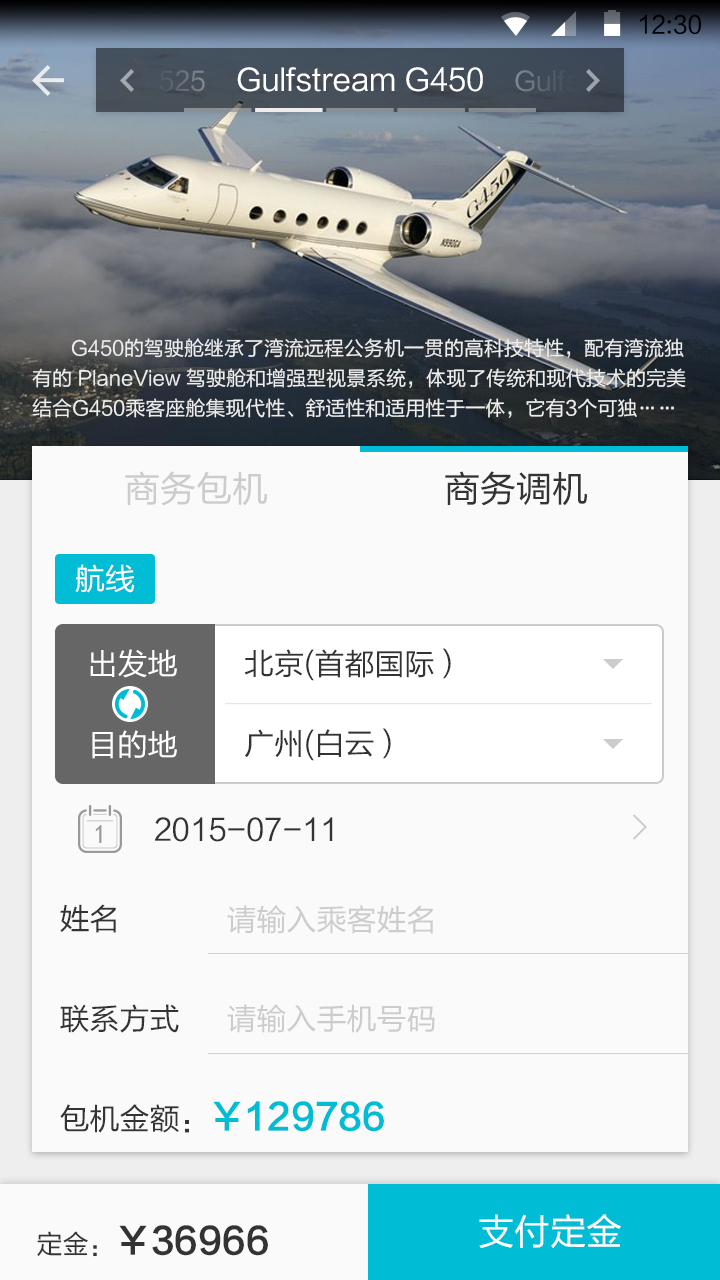 12:30
525 Gulfstream G450 Gulfs
G450
N990GA
G450的驾驶舱继承了湾流远程公务机一贯的高科技特性，配有湾流独
有的 PlaneView 驾驶舱和增强型视景系统，体现了传统和现代技术的完美
结合G450乘客座舱集现代性、舒适性和适用性于一体，它有3个可独… …
商务包机 商务调机
航线
出发地 北京(首都国际 )
目的地 广州(白云 )
1 2015-07-11
姓名 请输入乘客姓名
联系方式 请输入手机号码
包机金额：￥129786
定金：￥36966 支付定金